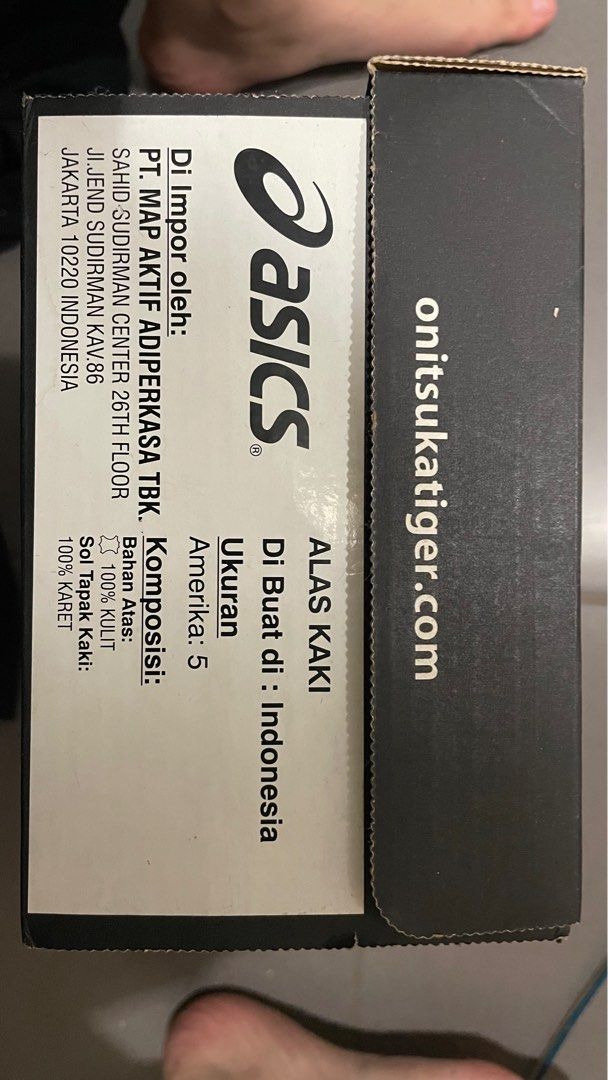 onitsukatiger.com
asics®
Di Impor oleh:
PT. MAP AKTIF ADIPERKASA TBK.
SAHID SUDIRMAN CENTER 26TH FLOOR
Jl.JEND SUDIRMAN KAV.86
JAKARTA 10220 INDONESIA
ALAS KAKI
Di Buat di : Indonesia
Ukuran
Amerika: 5
Komposisi:
Bahan Atas:
100% KULIT
Sol Tapak Kaki:
100% KARET